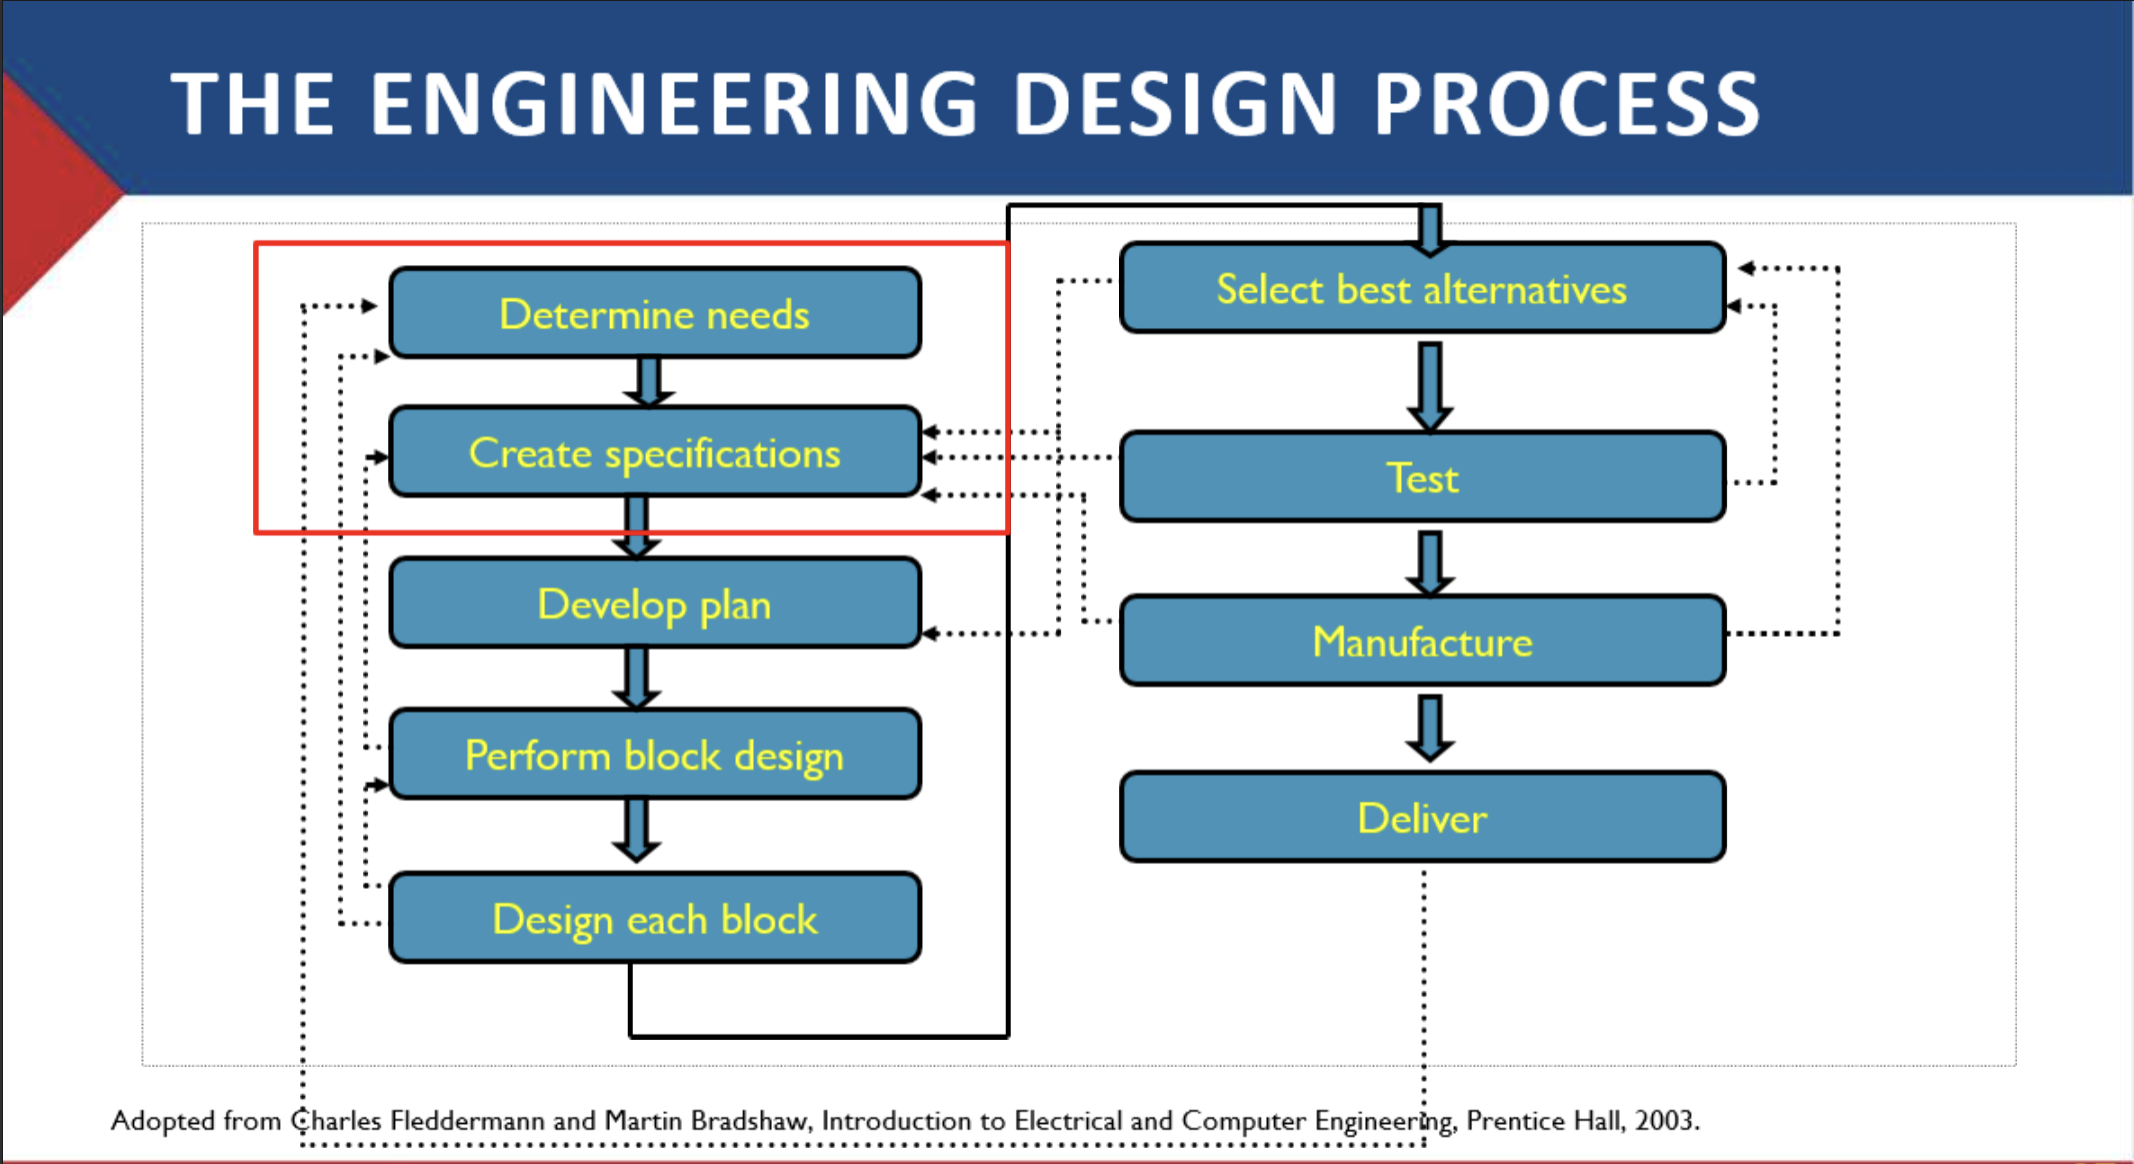 THE ENGINEERING DESIGN PROCESS
Determine needs
Create specifications
Develop plan
Perform block design
Design each block
Select best alternatives
Test
Manufacture
Deliver
Adopted from Charles Fleddermann and Martin Bradshaw, Introduction to Electrical and Computer Engineering, Prentice Hall, 2003.